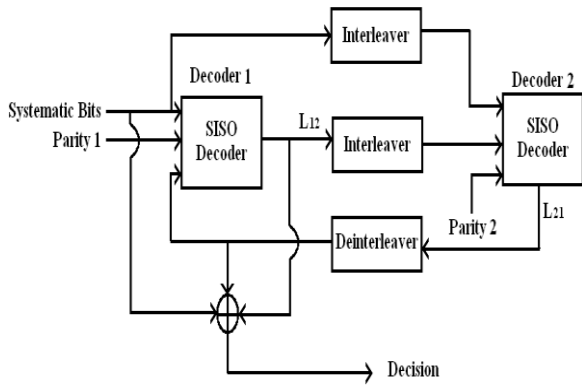 Interleaver
Decoder 1
Decoder 2
Systematic Bits
Parity 1
SISO
Decoder
L12
Interleaver
SISO
Decoder
Parity 2
L21
Deinterleaver
Decision